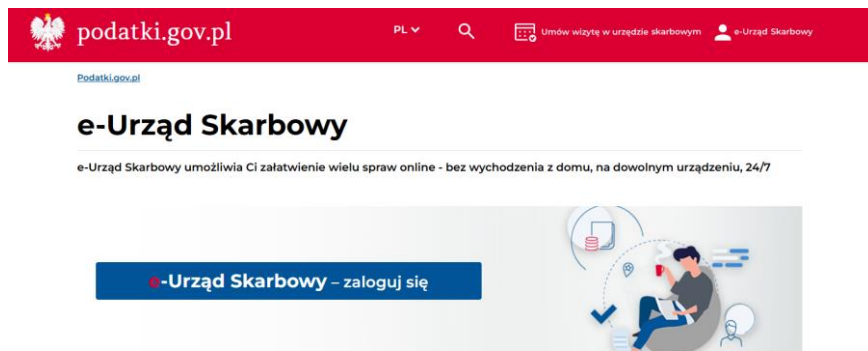 podatki.gov.pl
PL
Umów wizytę w urzędzie skarbowym
e-Urząd Skarbowy
Podatki.gov.pl
e-Urząd Skarbowy
e-Urząd Skarbowy umożliwia Ci załatwienie wielu spraw online - bez wychodzenia z domu, na dowolnym urządzeniu, 24/7
e-Urząd Skarbowy – zaloguj się